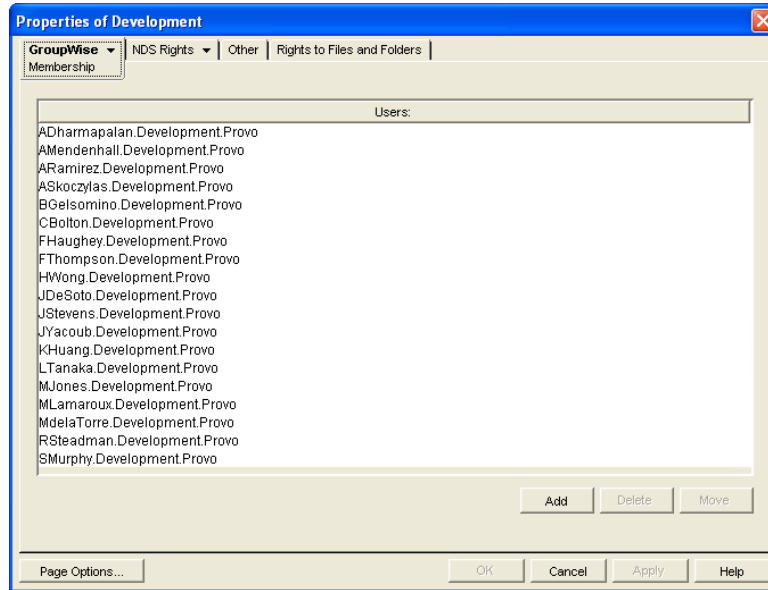 Properties of Development
GroupWise NDS Rights Other Rights to Files and Folders
Membership
Users:
ADharmapalan.Development.Provo
AMendenhall.Development.Provo
ARamirez.Development.Provo
ASkoczylas.Development.Provo
BGelsomino.Development.Provo
CBolton.Development.Provo
FHaughey.Development.Provo
FThompson.Development.Provo
HWong.Development.Provo
JDeSoto.Development.Provo
JStevens.Development.Provo
JYacoub.Development.Provo
KHuang.Development.Provo
LTanaka.Development.Provo
MJones.Development.Provo
MLamaroux.Development.Provo
MdelaTorre.Development.Provo
RSteadman.Development.Provo
SMurphy.Development.Provo
Add Delete Move
Page Options... OK Cancel Apply Help